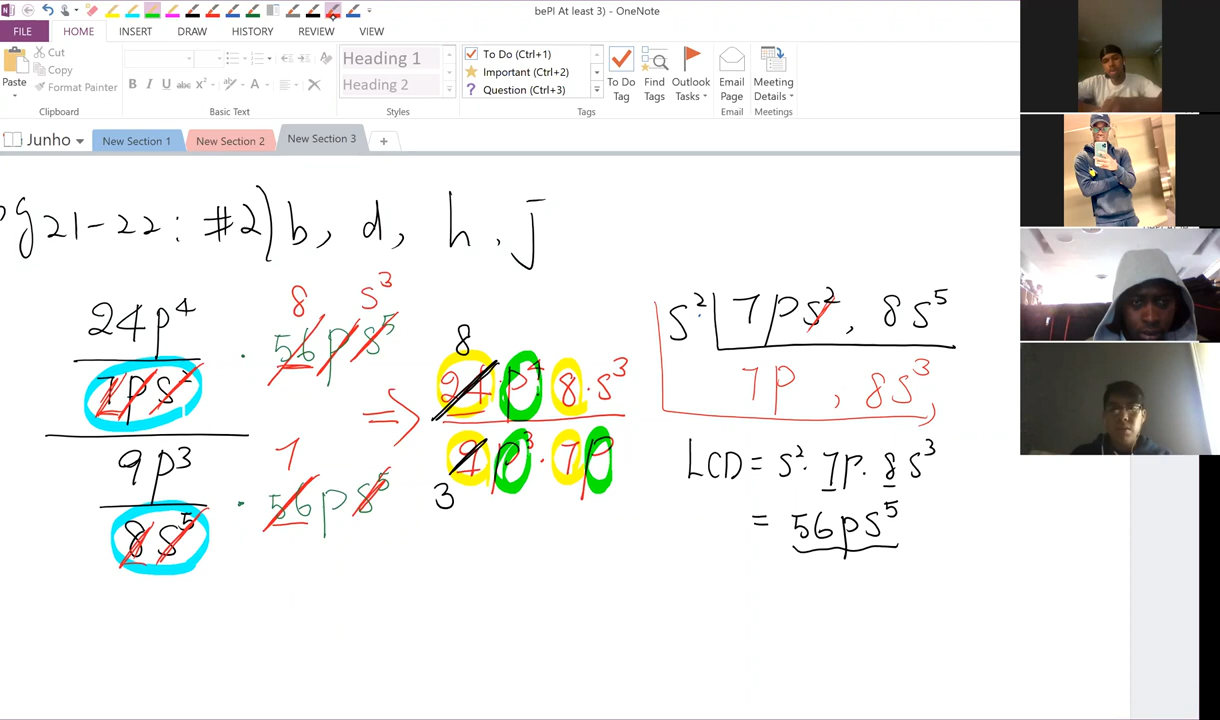 bePI At least 3) - OneNote
FILE HOME INSERT DRAW HISTORY REVIEW VIEW
Paste
Cut
Copy
Format Painter
Clipboard
B I U abc x²
Basic Text
Heading 1
Heading 2
Styles
To Do (Ctrl+1)
Important (Ctrl+2)
Question (Ctrl+3)
To Do Tag
Find Tags
Outlook Tasks
Tags
Email Page
Email
Meeting Details
Meetings
Junho New Section 1 New Section 2 New Section 3 +
Pg 21-22: #2) b, d, h, j
24p⁴
7ps²
9p³
8s⁵
· 56ps⁵
8 s³
· 56ps⁵
7
⇒
8
24·p⁴·8·s³
9p³·7p
3
s² 7ps², 8s⁵
7p, 8s³
LCD = s²·7p·8s³
= 56ps⁵